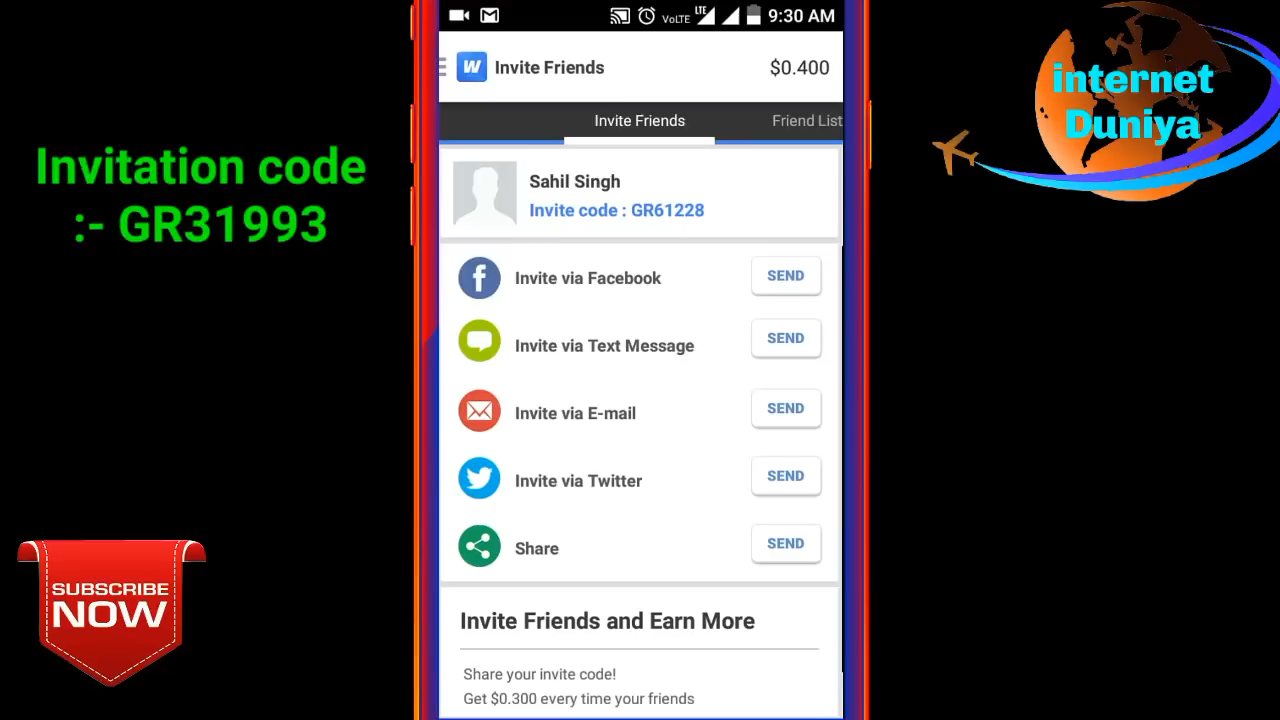 Invitation code
:- GR31993
VoLTE LTE 9:30 AM
W Invite Friends $0.400
Invite Friends Friend List
Sahil Singh
Invite code : GR61228
f Invite via Facebook SEND
Invite via Text Message SEND
Invite via E-mail SEND
Invite via Twitter SEND
Share SEND
Invite Friends and Earn More
Share your invite code!
Get $0.300 every time your friends
internet
Duniya
SUBSCRIBE
NOW